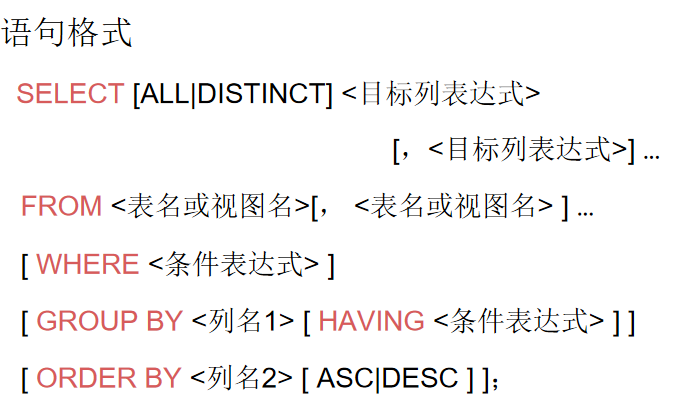 语句格式
SELECT [ALL|DISTINCT] <目标列表达式>
[，<目标列表达式>] …
FROM <表名或视图名>[， <表名或视图名> ] …
[ WHERE <条件表达式> ]
[ GROUP BY <列名1> [ HAVING <条件表达式> ] ]
[ ORDER BY <列名2> [ ASC|DESC ] ]；